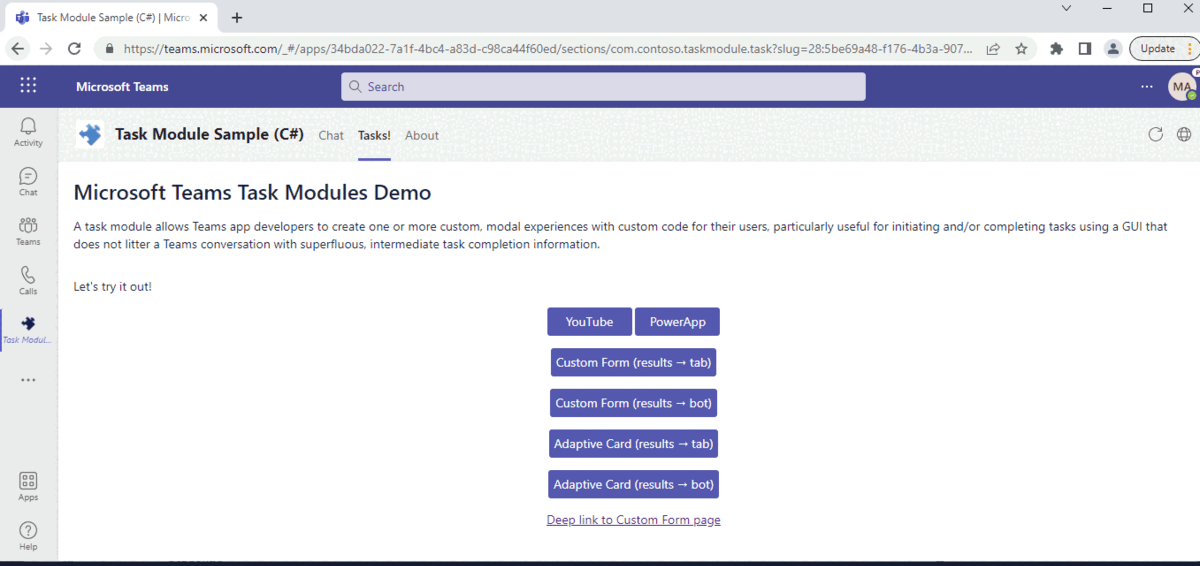 Task Module Sample (C#) | Micro
https://teams.microsoft.com/_#/apps/34bda022-7a1f-4bc4-a83d-c98ca44f60ed/sections/com.contoso.taskmodule.task?slug=28:5be69a48-f176-4b3a-907...
Update
Microsoft Teams
Search
MA
Activity
Chat
Teams
Calls
Task Modul...
Apps
Help
Task Module Sample (C#) Chat Tasks! About
Microsoft Teams Task Modules Demo
A task module allows Teams app developers to create one or more custom, modal experiences with custom code for their users, particularly useful for initiating and/or completing tasks using a GUI that
does not litter a Teams conversation with superfluous, intermediate task completion information.
Let's try it out!
YouTube PowerApp
Custom Form (results → tab)
Custom Form (results → bot)
Adaptive Card (results → tab)
Adaptive Card (results → bot)
Deep link to Custom Form page